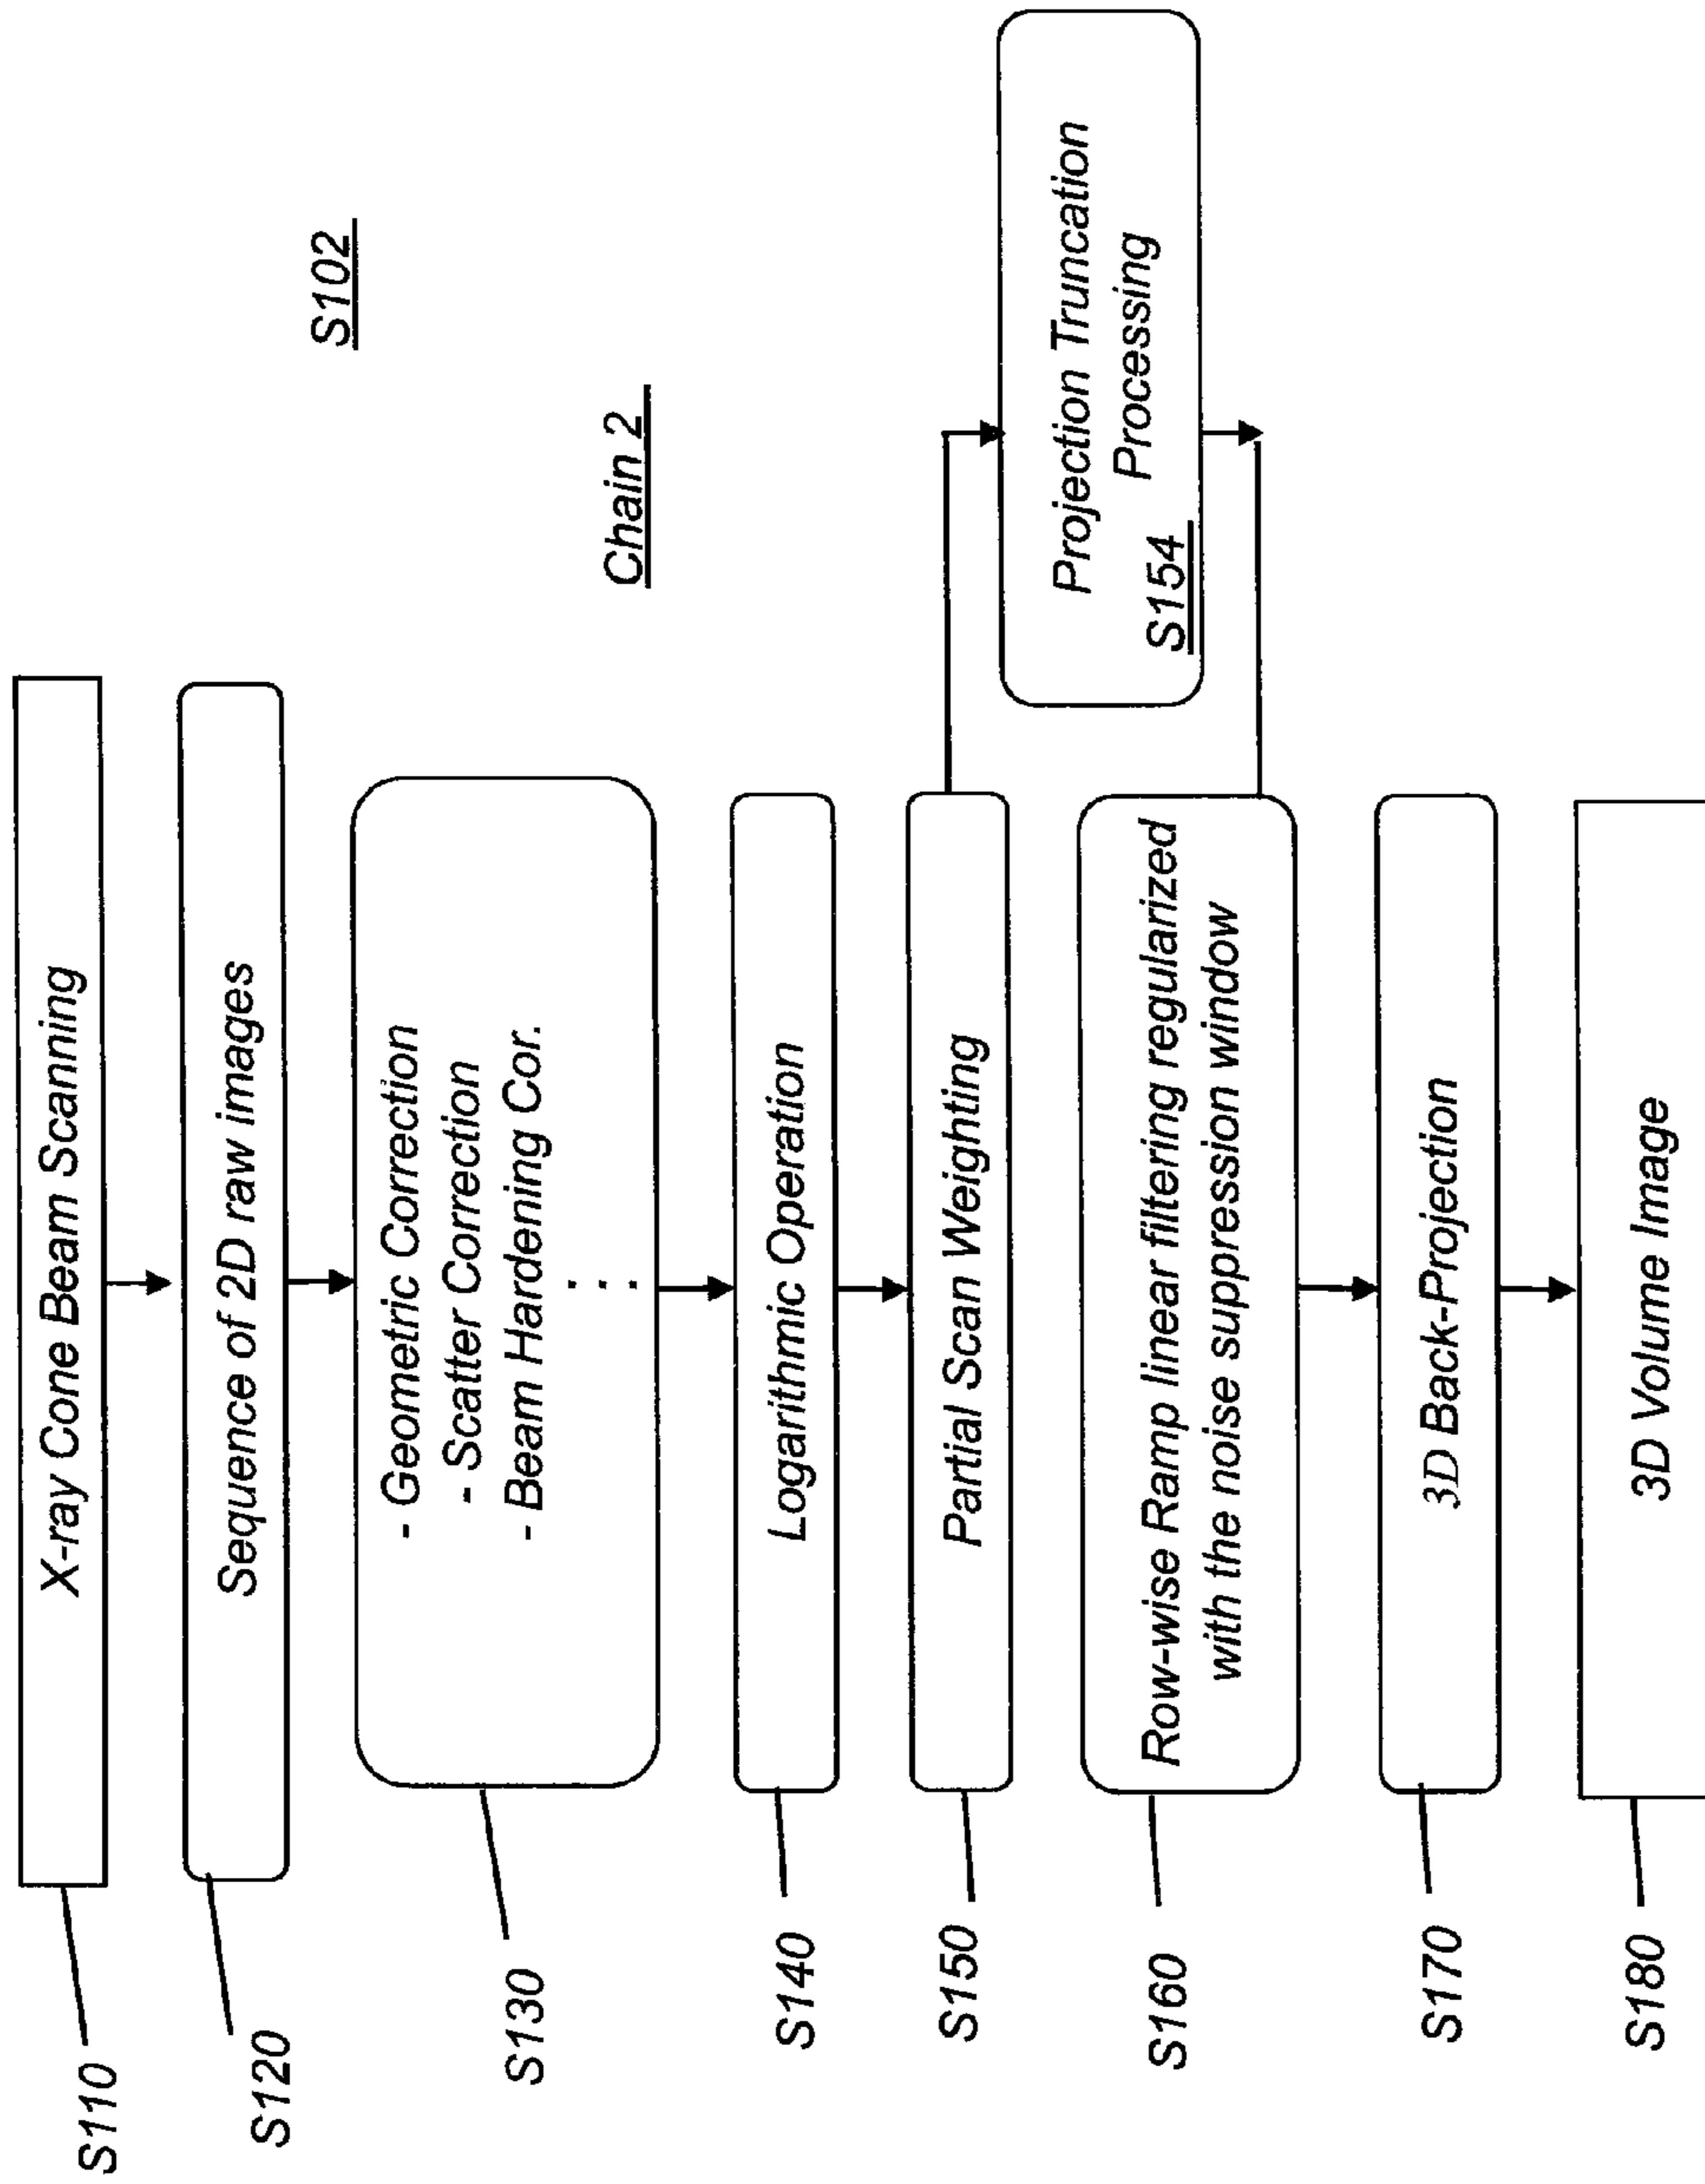 S110
X-ray Cone Beam Scanning
S120
Sequence of 2D raw images
S102
S130
- Geometric Correction
- Scatter Correction
- Beam Hardening Cor.
...
Chain 2
S140
Logarithmic Operation
S150
Partial Scan Weighting
Projection Truncation
Processing
S154
S160
Row-wise Ramp linear filtering regularized
with the noise suppression window
S170
3D Back-Projection
S180
3D Volume Image